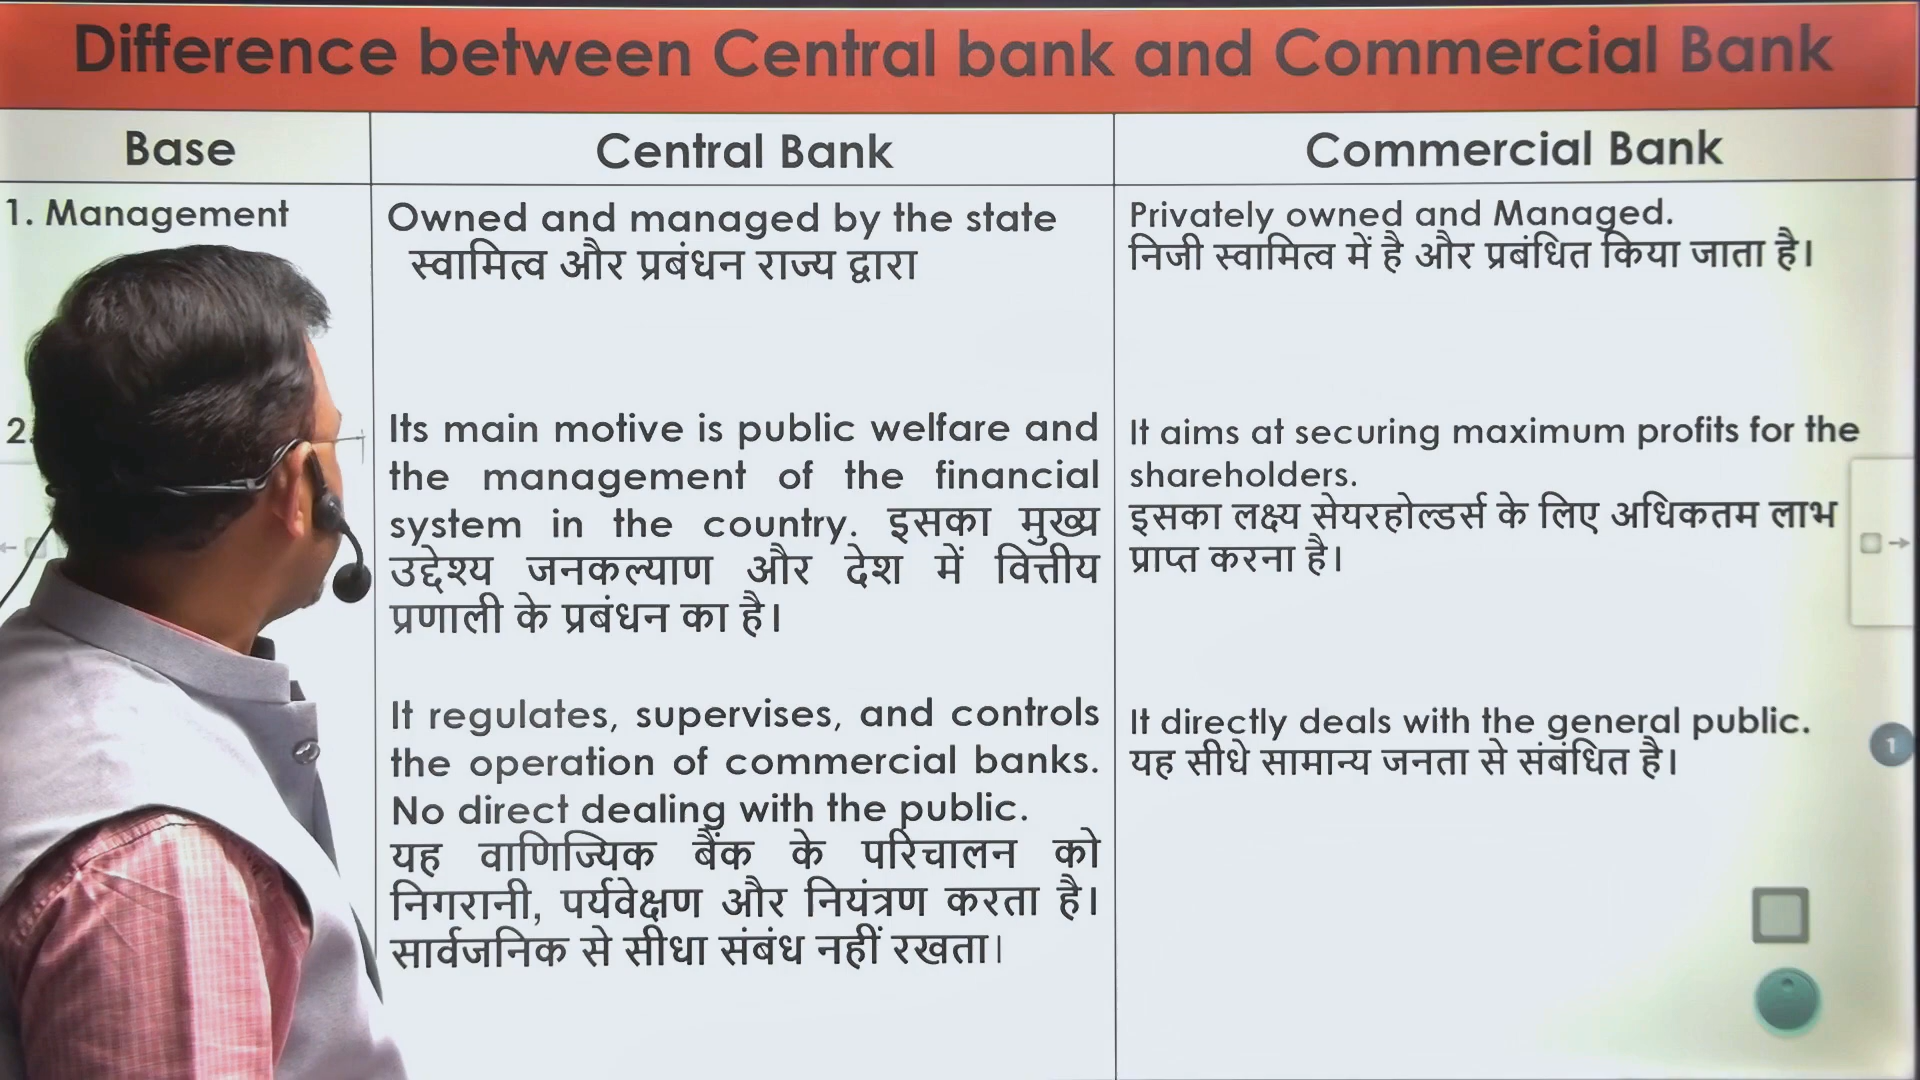 Difference between Central bank and Commercial Bank
Base
Central Bank
Commercial Bank
1. Management
Owned and managed by the state
स्वामित्व और प्रबंधन राज्य द्वारा
Privately owned and Managed.
निजी स्वामित्व में है और प्रबंधित किया जाता है।
2.
Its main motive is public welfare and
the management of the financial
system in the country. इसका मुख्य
उद्देश्य जनकल्याण और देश में वित्तीय
प्रणाली के प्रबंधन का है।
It aims at securing maximum profits for the
shareholders.
इसका लक्ष्य सेयरहोल्डर्स के लिए अधिकतम लाभ
प्राप्त करना है।
It regulates, supervises, and controls
the operation of commercial banks.
No direct dealing with the public.
यह वाणिज्यिक बैंक के परिचालन को
निगरानी, पर्यवेक्षण और नियंत्रण करता है।
सार्वजनिक से सीधा संबंध नहीं रखता।
It directly deals with the general public.
यह सीधे सामान्य जनता से संबंधित है।
1